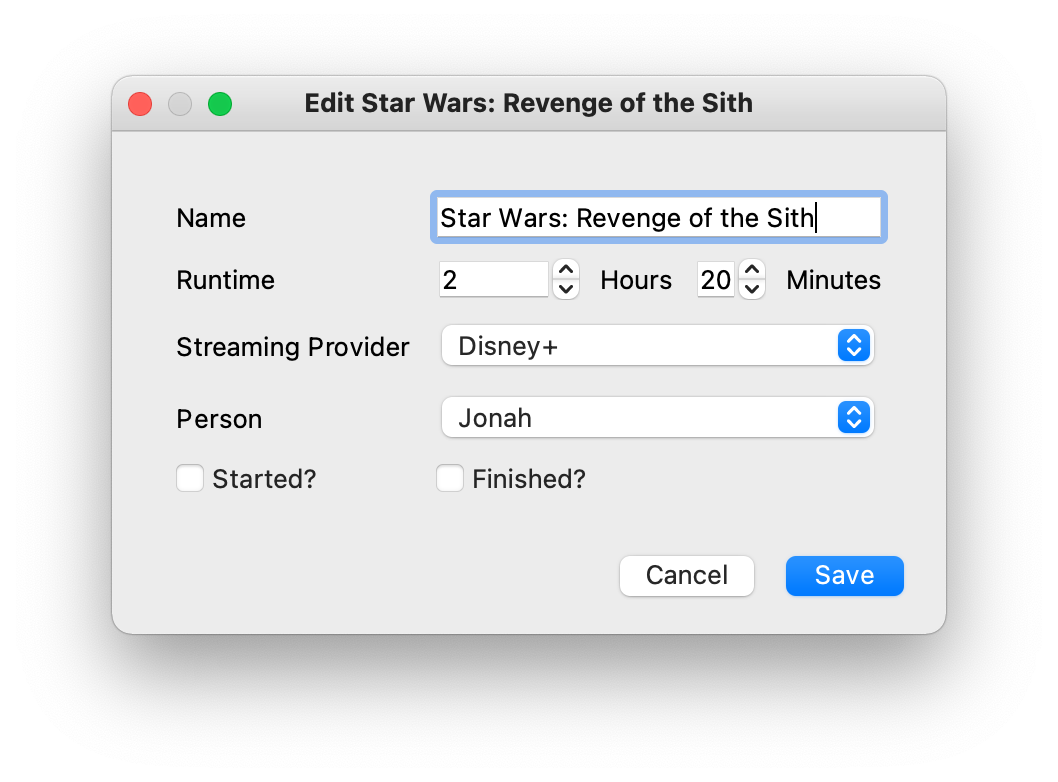 Edit Star Wars: Revenge of the Sith
Name Star Wars: Revenge of the Sith
Runtime 2 Hours 20 Minutes
Streaming Provider Disney+
Person Jonah
Started? Finished?
Cancel Save